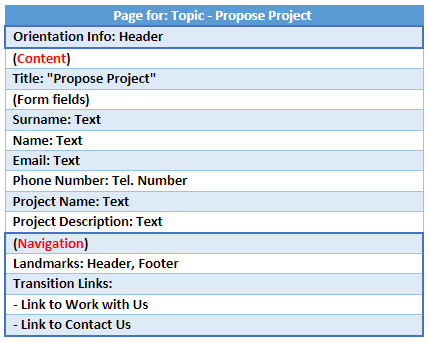 Page for: Topic - Propose Project
Orientation Info: Header
(Content)
Title: "Propose Project"
(Form fields)
Surname: Text
Name: Text
Email: Text
Phone Number: Tel. Number
Project Name: Text
Project Description: Text
(Navigation)
Landmarks: Header, Footer
Transition Links:
- Link to Work with Us
- Link to Contact Us